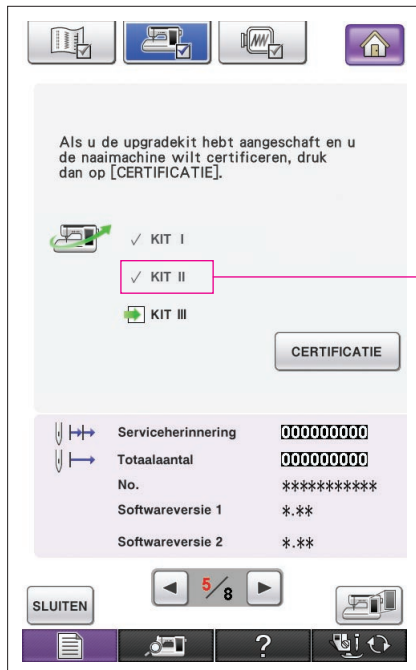 Als u de upgradekit hebt aangeschaft en u
de naaimachine wilt certificeren, druk
dan op [CERTIFICATIE].
✓ KIT I
✓ KIT II
KIT III
CERTIFICATIE
Serviceherinnering 000000000
Totaalaantal 000000000
No. ***********
Softwareversie 1 *.**
Softwareversie 2 *.**
5/8
SLUITEN
?